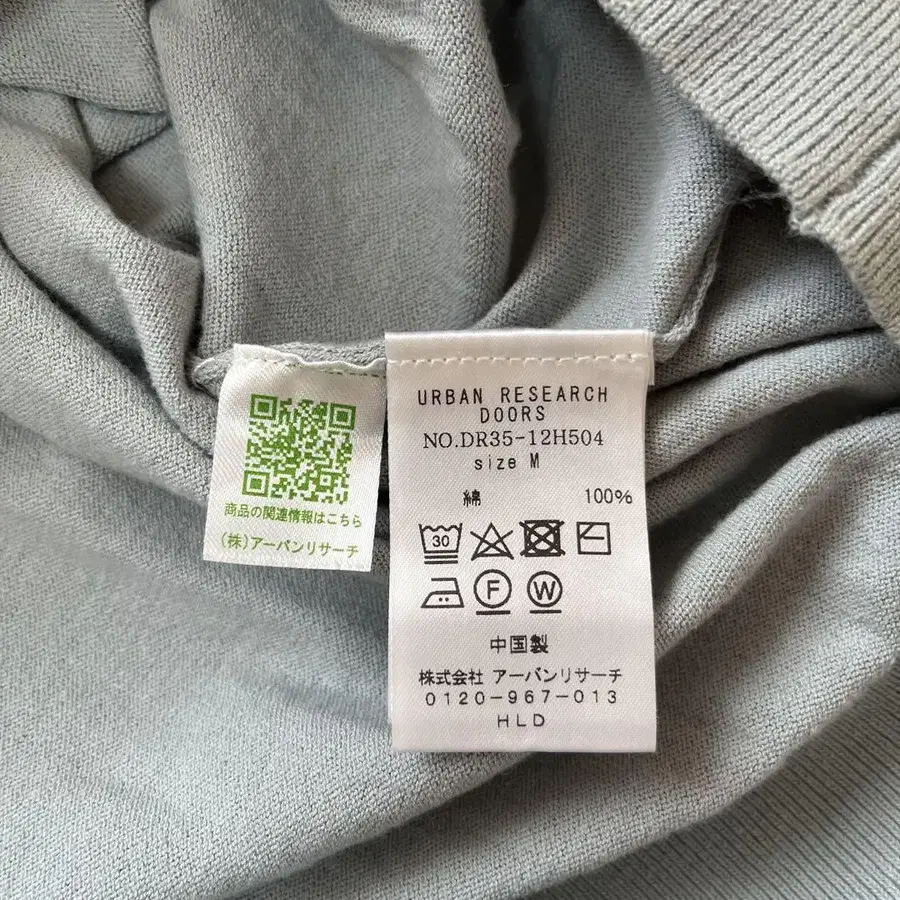 商品の関連情報はこちら
(株)アーバンリサーチ
URBAN RESEARCH
DOORS
NO.DR35-12H504
size M
綿 100%
30
F W
中国製
株式会社 アーバンリサーチ
0120-967-013
HLD